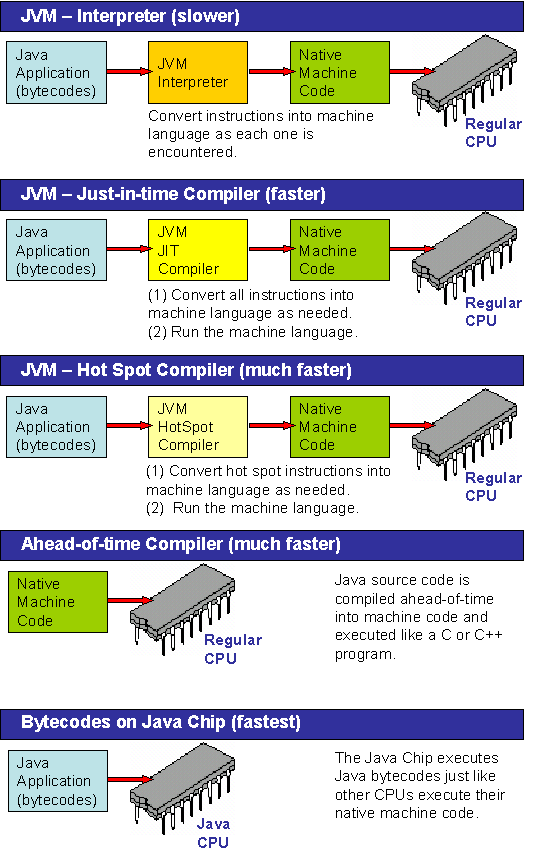 JVM – Interpreter (slower)
Java
Application
(bytecodes)
JVM
Interpreter
Native
Machine
Code
Regular
CPU
Convert instructions into machine
language as each one is
encountered.
JVM – Just-in-time Compiler (faster)
Java
Application
(bytecodes)
JVM
JIT
Compiler
Native
Machine
Code
Regular
CPU
(1) Convert all instructions into
machine language as needed.
(2) Run the machine language.
JVM – Hot Spot Compiler (much faster)
Java
Application
(bytecodes)
JVM
HotSpot
Compiler
Native
Machine
Code
Regular
CPU
(1) Convert hot spot instructions into
machine language as needed.
(2) Run the machine language.
Ahead-of-time Compiler (much faster)
Native
Machine
Code
Regular
CPU
Java source code is
compiled ahead-of-time
into machine code and
executed like a C or C++
program.
Bytecodes on Java Chip (fastest)
Java
Application
(bytecodes)
Java
CPU
The Java Chip executes
Java bytecodes just like
other CPUs execute their
native machine code.